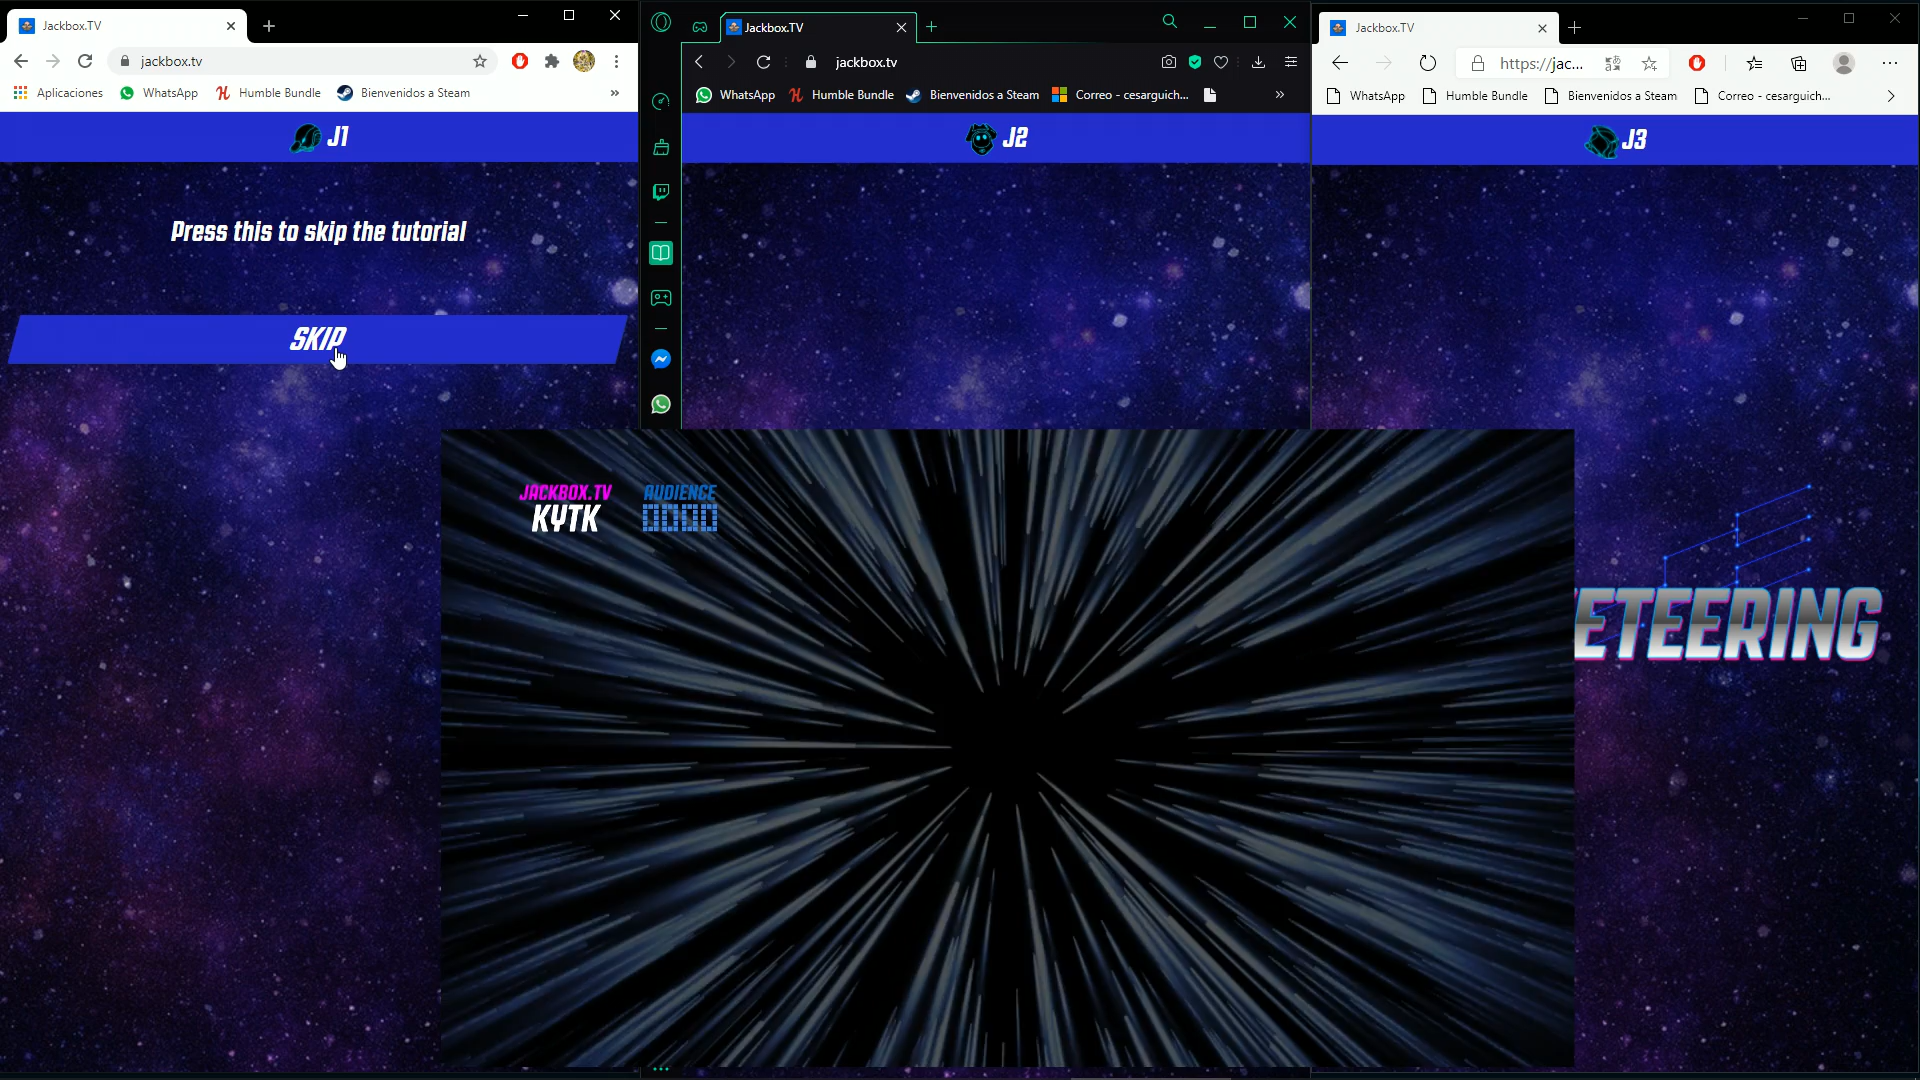 Jackbox.TV
jackbox.tv
Aplicaciones
WhatsApp
Humble Bundle
Bienvenidos a Steam
»
J1
Press this to skip the tutorial
SKIP
Jackbox.TV
jackbox.tv
WhatsApp
Humble Bundle
Bienvenidos a Steam
Correo - cesarguich...
»
J2
Jackbox.TV
https://jac...
WhatsApp
Humble Bundle
Bienvenidos a Steam
Correo - cesarguich...
J3
JACKBOX.TV
KYTK
AUDIENCE
ETEERING